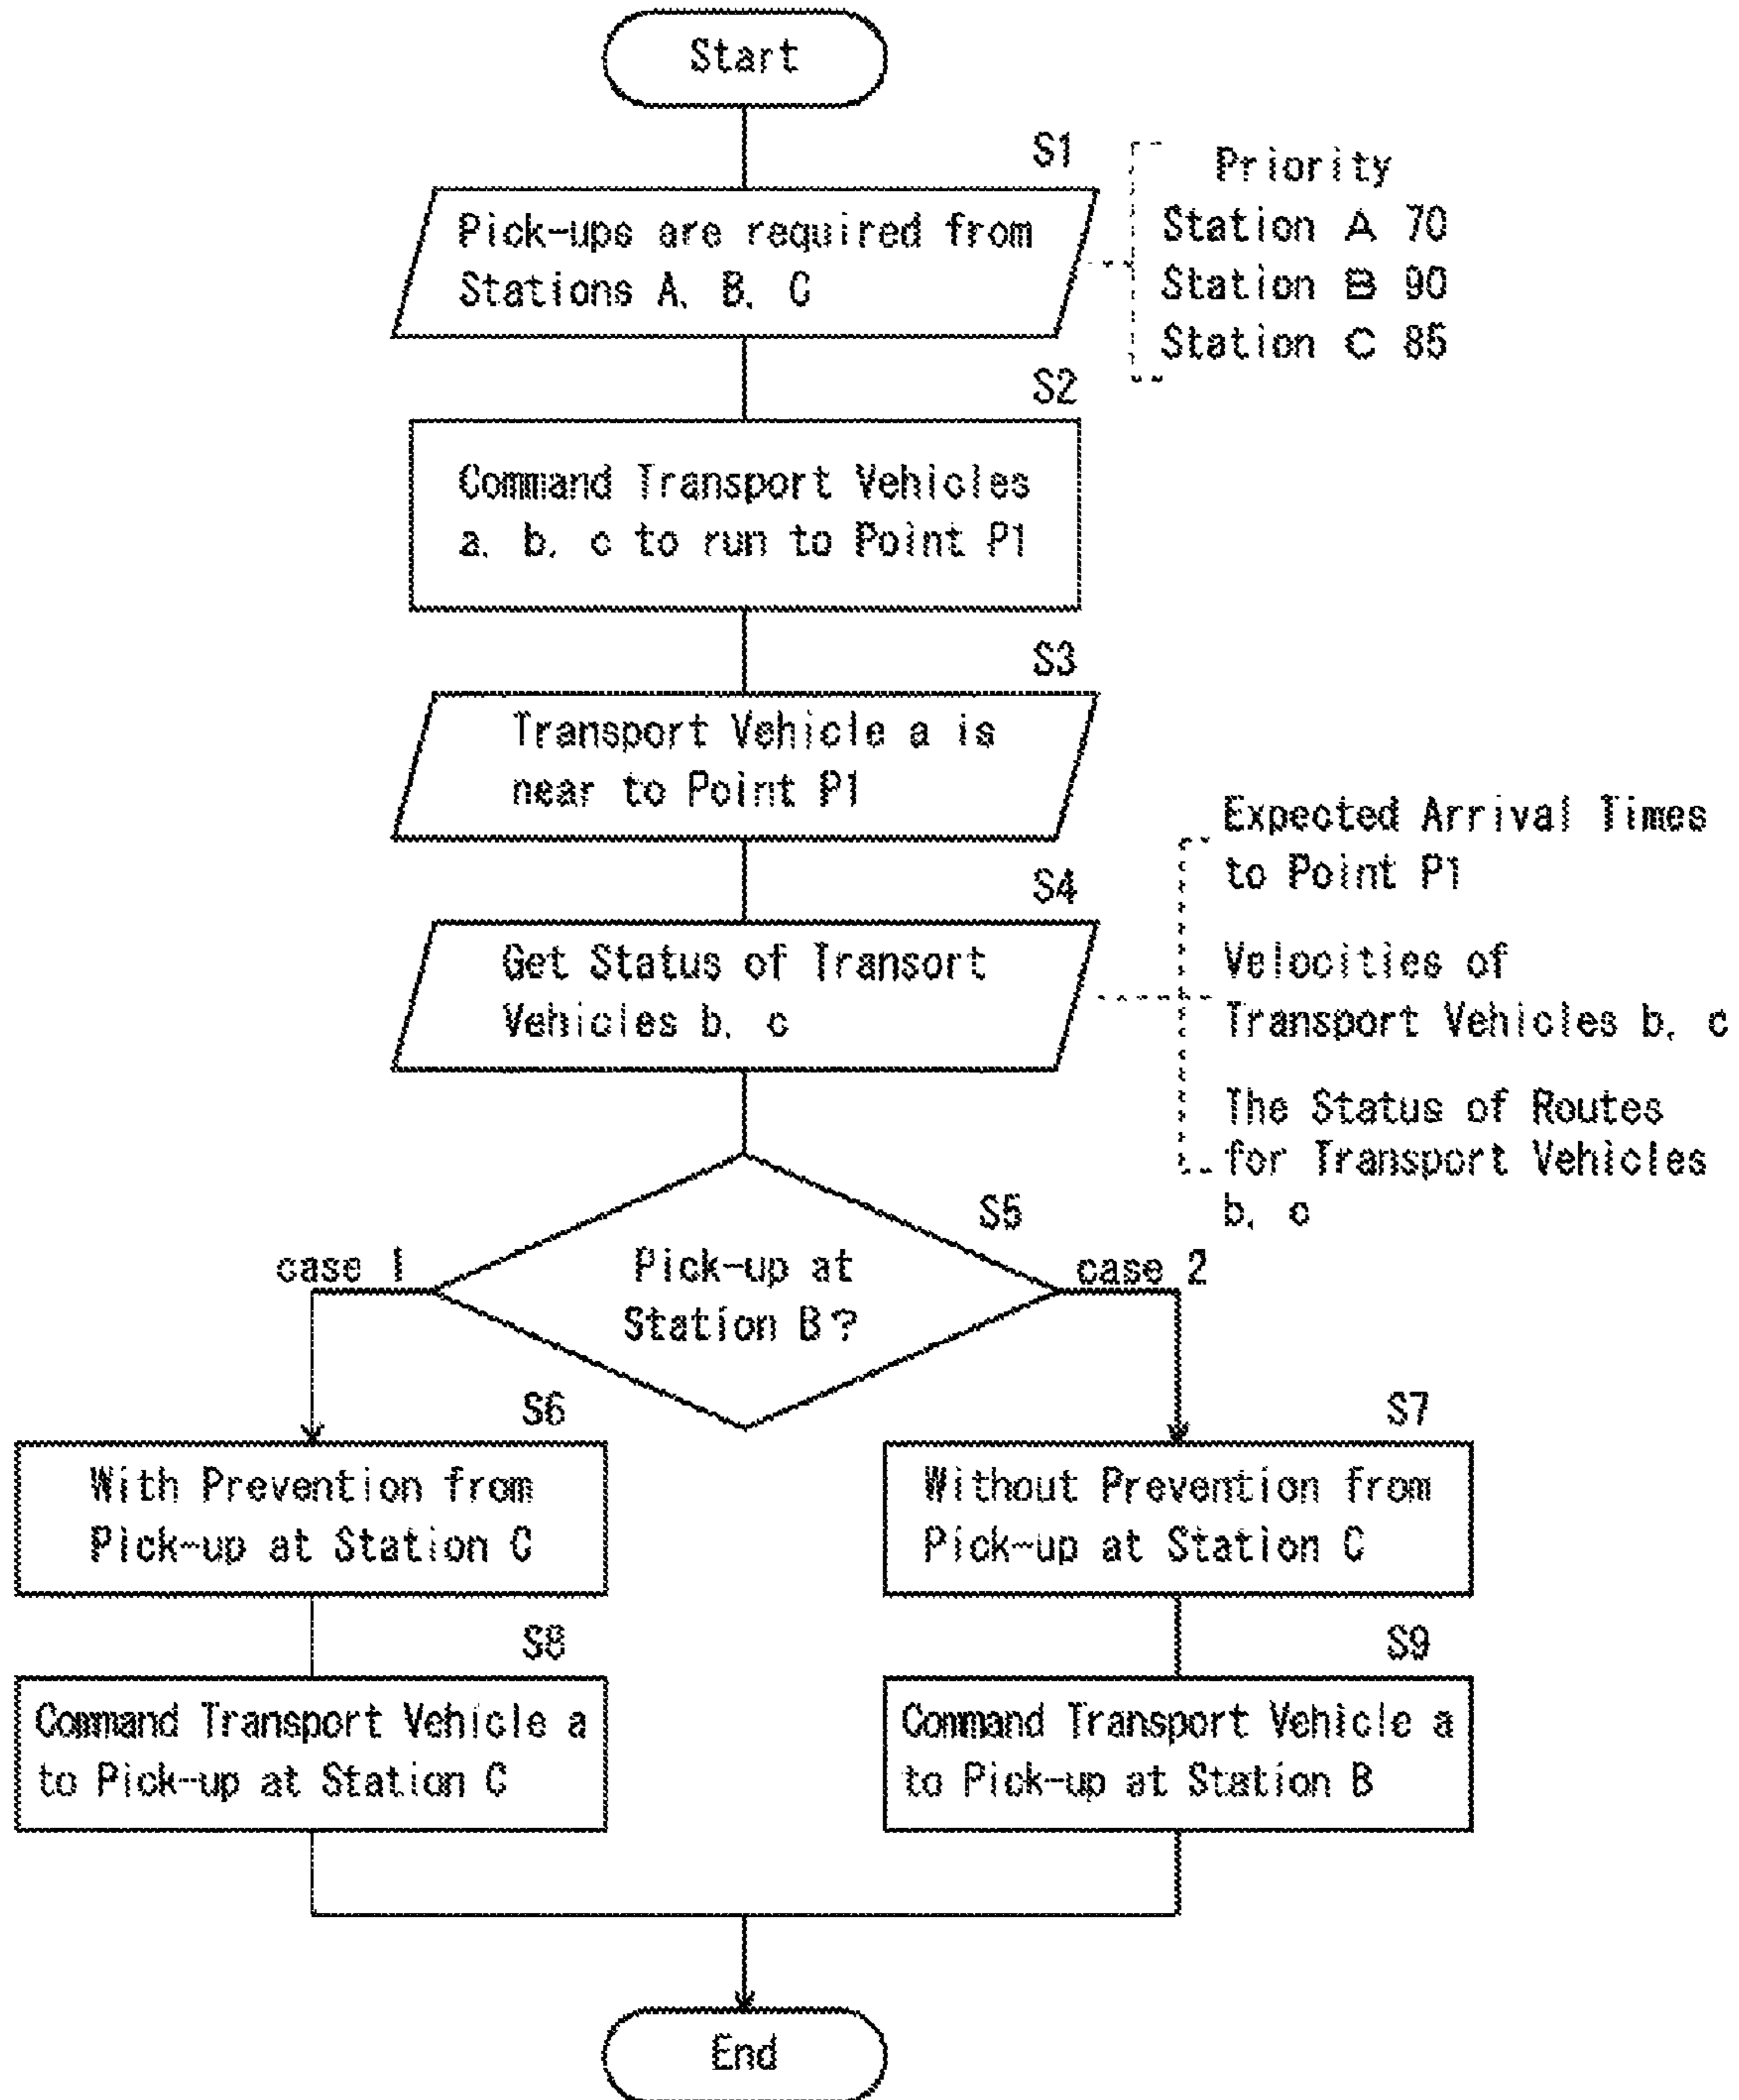 Start
S1
Pick-ups are required from
Stations A, B, C
Priority
Station A 70
Station B 90
Station C 85
S2
Command Transport Vehicles
a, b, c to run to Point P1
S3
Transport Vehicle a is
near to Point P1
S4
Get Status of Transort
Vehicles b, c
Expected Arrival Times
to Point P1
Velocities of
Transport Vehicles b, c
The Status of Routes
for Transport Vehicles
b, c
S5
Pick-up at
Station B?
case 1
case 2
S6
With Prevention from
Pick-up at Station C
S7
Without Prevention from
Pick-up at Station C
S8
Command Transport Vehicle a
to Pick-up at Station C
S9
Command Transport Vehicle a
to Pick-up at Station B
End